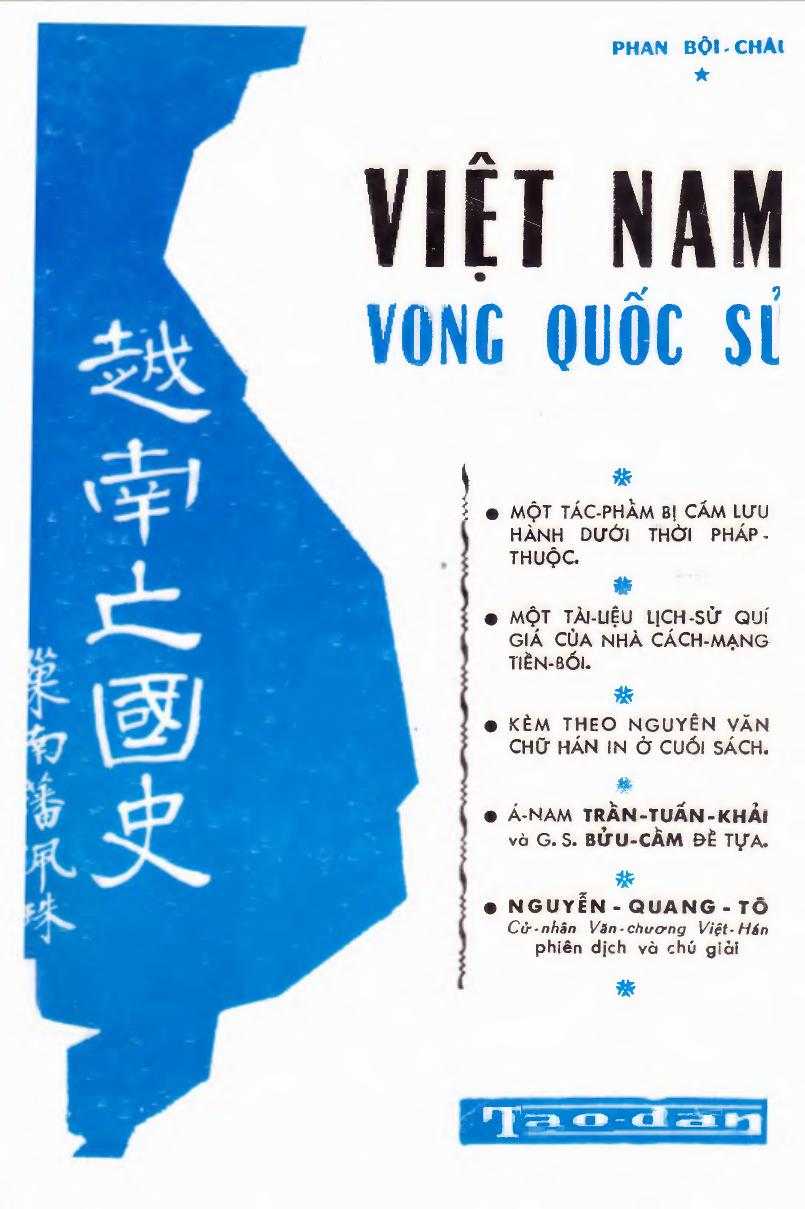 PHAN BỘI-CHÂU
VIỆT NAM
VONG QUỐC SỬ
越南亡國史
巢南潘佩珠
MỘT TÁC-PHẨM BỊ CẤM LƯU
HÀNH DƯỚI THỜI PHÁP-
THUỘC.
MỘT TÀI-LIỆU LỊCH-SỬ QUÍ
GIÁ CỦA NHÀ CÁCH-MẠNG
TIỀN-BỐI.
KÈM THEO NGUYÊN VĂN
CHỮ HÁN IN Ở CUỐI SÁCH.
Á-NAM TRẦN-TUẤN-KHẢI
và G.S. BỬU-CẦM ĐỀ TỰA.
NGUYỄN-QUANG-TÔ
Cử-nhân Văn-chương Việt-Hán
phiên dịch và chú giải
Tao-đàn